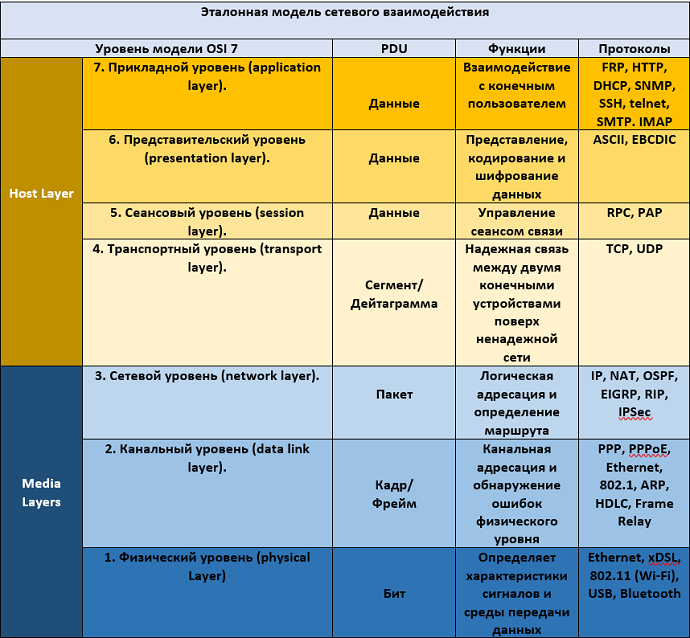 Эталонная модель сетевого взаимодействия
Уровень модели OSI 7
PDU
Функции
Протоколы
Host Layer
7. Прикладной уровень (application
layer).
Данные
Взаимодействие
с конечным
пользователем
FRP, HTTP,
DHCP, SNMP,
SSH, telnet,
SMTP. IMAP
6. Представительский уровень
(presentation layer).
Данные
Представление,
кодирование и
шифрование
данных
ASCII, EBCDIC
5. Сеансовый уровень (session
layer).
Данные
Управление
сеансом связи
RPC, PAP
4. Транспортный уровень (transport
layer).
Сегмент/
Дейтаграмма
Надежная связь
между двумя
конечными
устройствами
поверх
ненадежной
сети
TCP, UDP
Media
Layers
3. Сетевой уровень (network layer).
Пакет
Логическая
адресация и
определение
маршрута
IP, NAT, OSPF,
EIGRP, RIP,
IPSec
2. Канальный уровень (data link
layer).
Кадр/
Фрейм
Канальная
адресация и
обнаружение
ошибок
физического
уровня
PPP, PPPoE,
Ethernet,
802.1, ARP,
HDLC, Frame
Relay
1. Физический уровень (physical
Layer)
Бит
Определяет
характеристики
сигналов и
среды передачи
данных
Ethernet, xDSL,
802.11 (Wi-Fi),
USB, Bluetooth